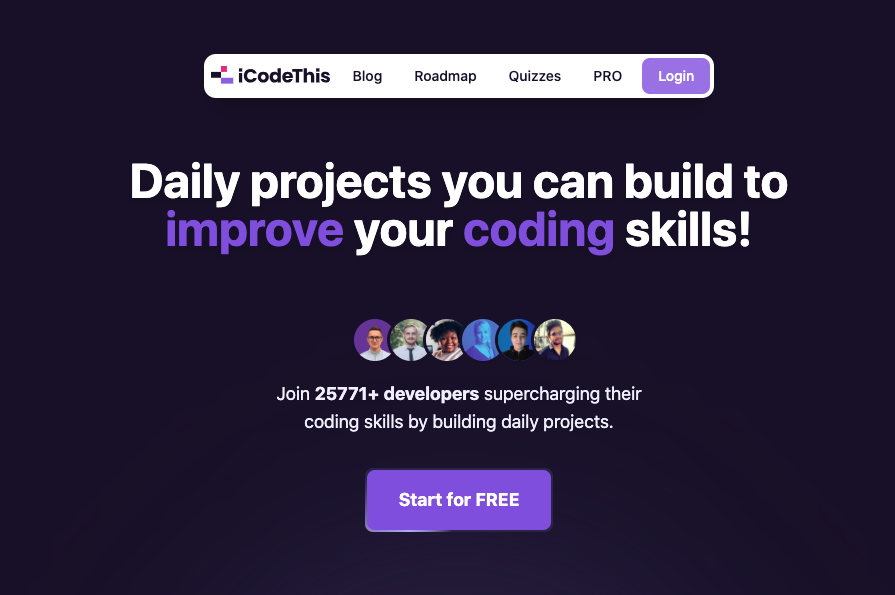 iCodeThis Blog Roadmap Quizzes PRO Login
Daily projects you can build to
improve your coding skills!
Join 25771+ developers supercharging their
coding skills by building daily projects.
Start for FREE